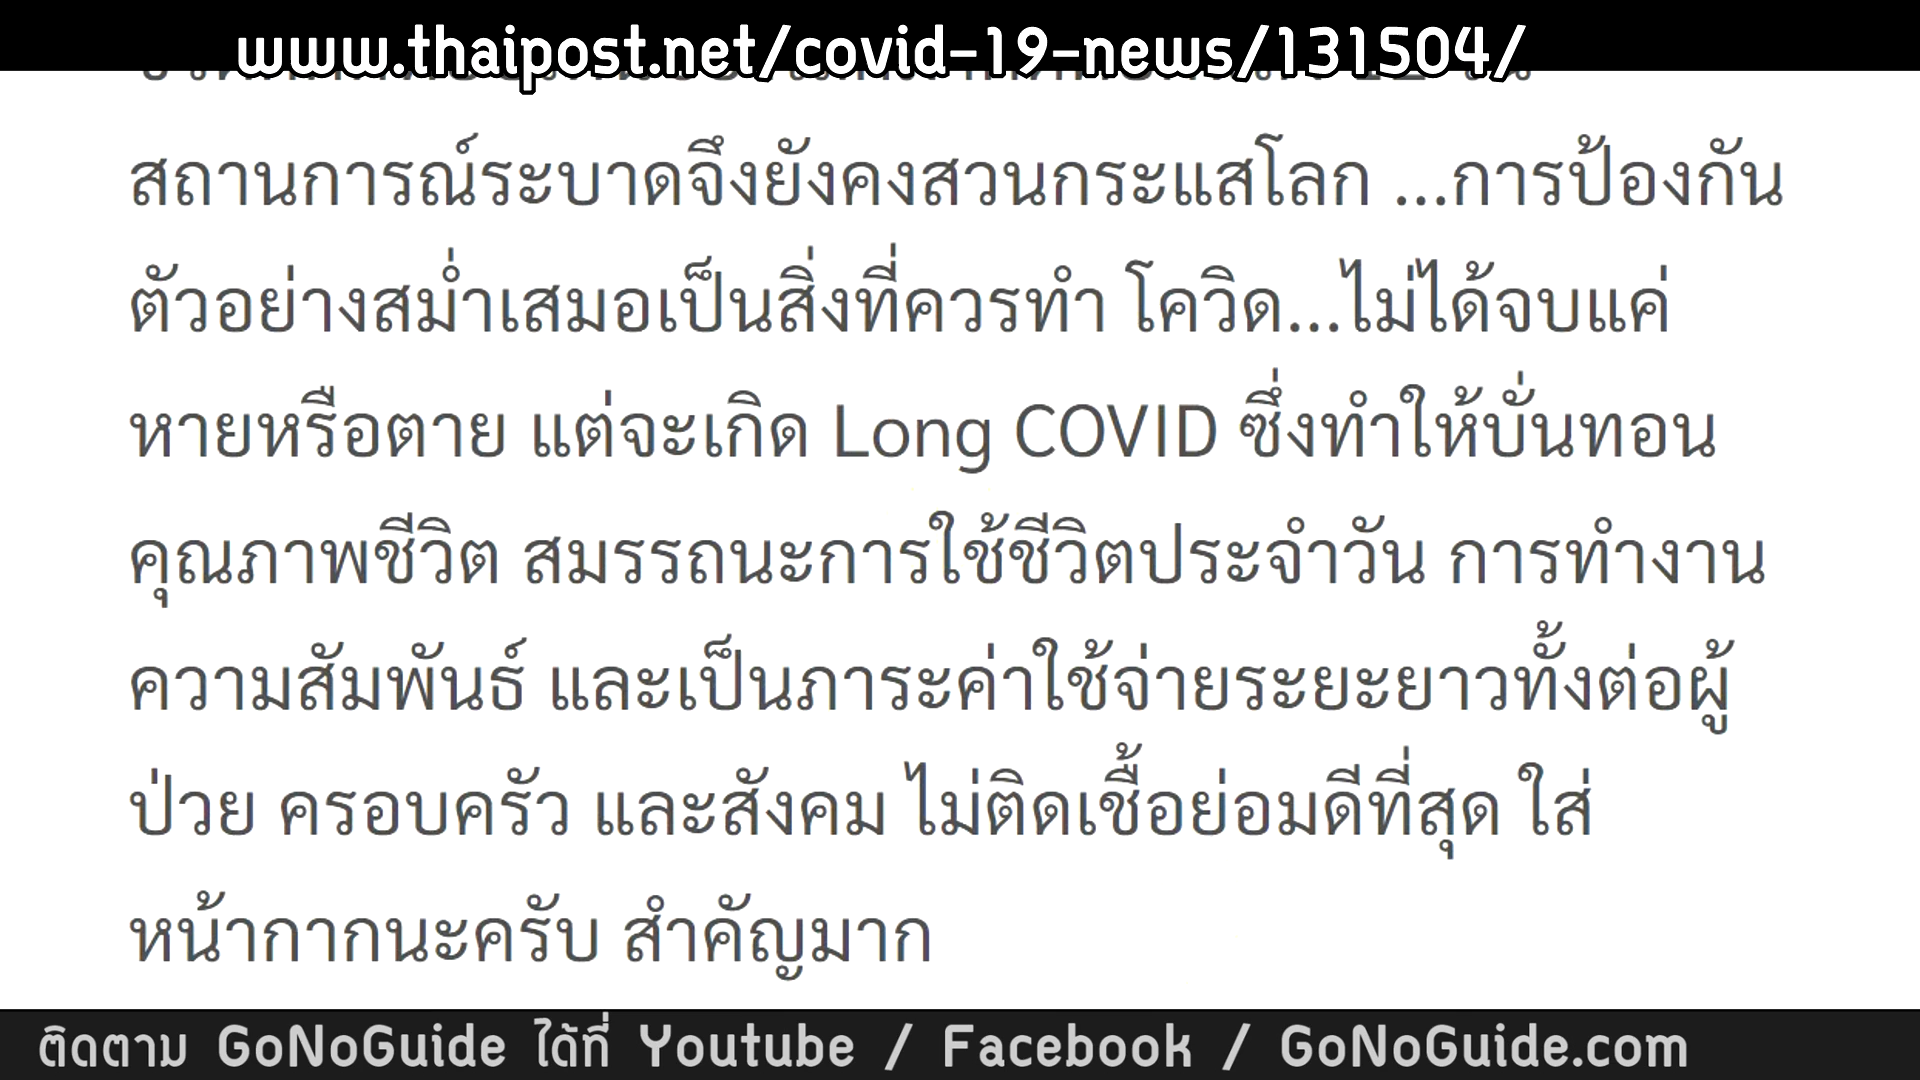 www.thaipost.net/covid-19-news/131504/
สถานการณ์ระบาดจึงยังคงสวนกระแสโลก ...การป้องกัน
ตัวอย่างสม่ำเสมอเป็นสิ่งที่ควรทำ โควิด...ไม่ได้จบแค่
หายหรือตาย แต่จะเกิด Long COVID ซึ่งทำให้บั่นทอน
คุณภาพชีวิต สมรรถนะการใช้ชีวิตประจำวัน การทำงาน
ความสัมพันธ์ และเป็นภาระค่าใช้จ่ายระยะยาวทั้งต่อผู้
ป่วย ครอบครัว และสังคม ไม่ติดเชื้อย่อมดีที่สุด ใส่
หน้ากากนะครับ สำคัญมาก
ติดตาม GoNoGuide ได้ที่ Youtube / Facebook / GoNoGuide.com